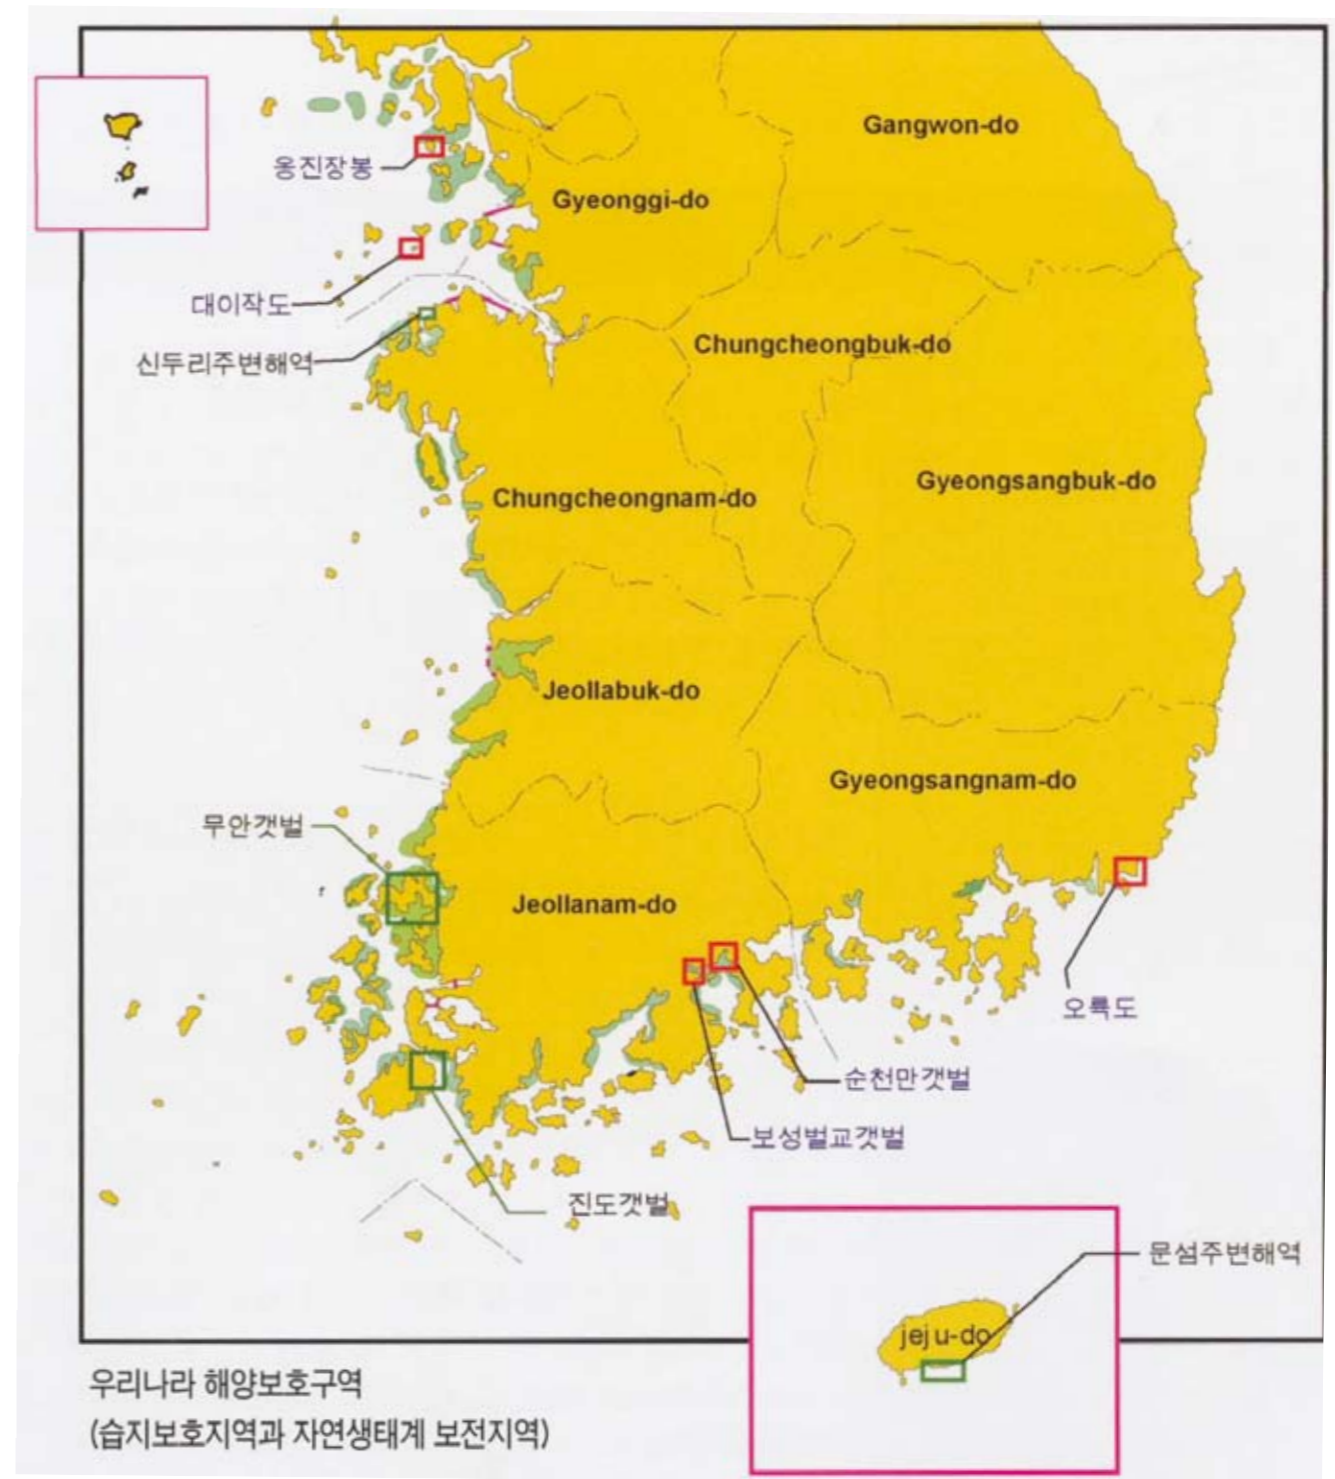 Gangwon-do
옹진장봉
Gyeonggi-do
대이작도
Chungcheongbuk-do
신두리주변해역
Gyeongsangbuk-do
Chungcheongnam-do
Jeollabuk-do
Gyeongsangnam-do
무안갯벌
Jeollanam-do
오륙도
순천만갯벌
보성벌교갯벌
진도갯벌
문섬주변해역
jeju-do
우리나라 해양보호구역
(습지보호지역과 자연생태계 보전지역)